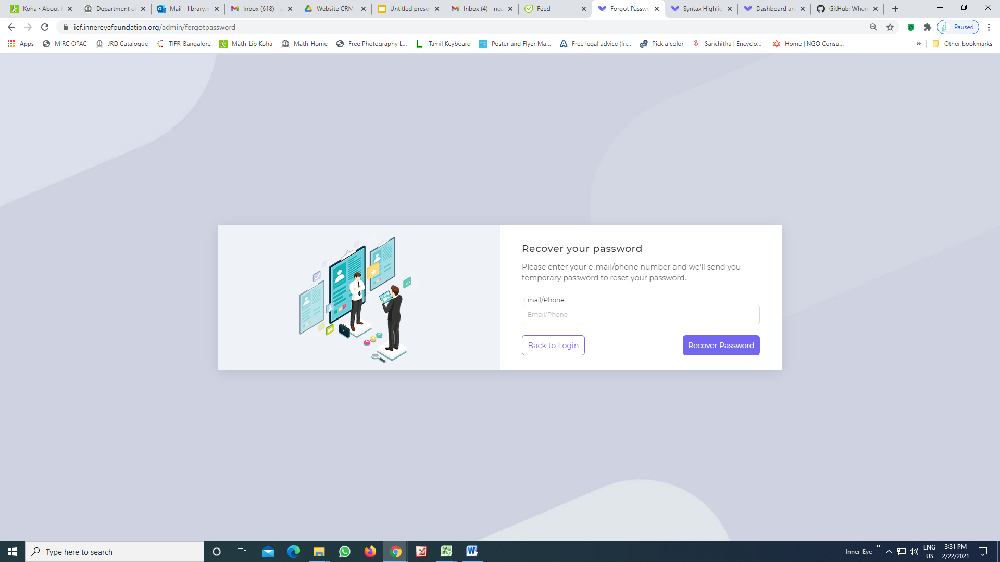 Koha › About
Department o
Mail - library.
Inbox (618) - c
Website CRM
Untitled prese
Inbox (4) - nea
Feed
Forgot Passwo
Syntax Highlig
Dashboard an
GitHub: Where
ief.innereyefoundation.org/admin/forgotpassword
Paused
Apps
MIRC OPAC
JRD Catalogue
TIFR-Bangalore
Math-Lib Koha
Math-Home
Free Photography L...
Tamil Keyboard
Poster and Flyer Ma...
Free legal advice (In...
Pick a color
Sanchitha | Encyclo...
Home | NGO Consu...
»
Other bookmarks
Recover your password
Please enter your e-mail/phone number and we'll send you
temporary password to reset your password.
Email/Phone
Email/Phone
Back to Login
Recover Password
Type here to search
Inner-Eye
»
ENG
US
3:31 PM
2/22/2021